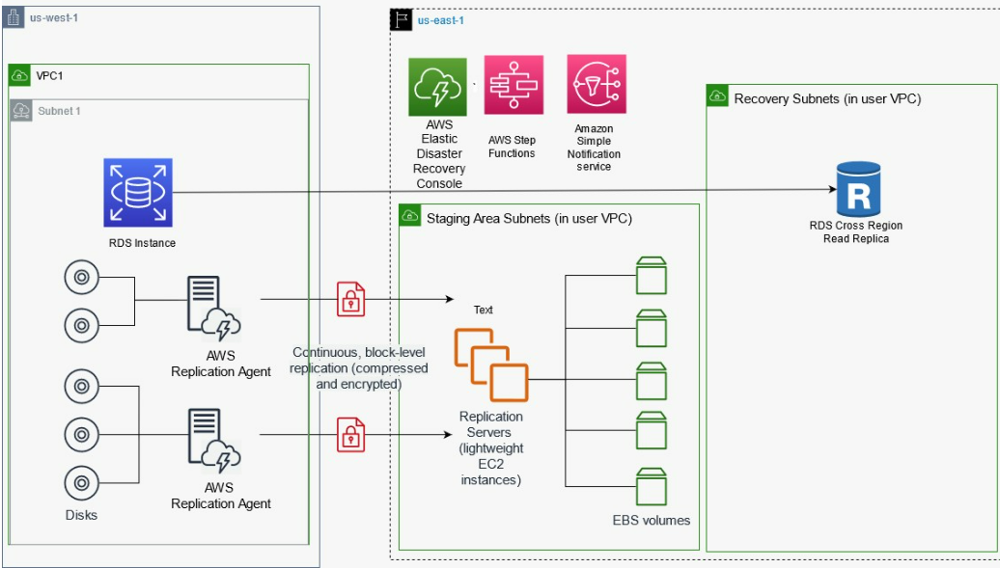 us-west-1
us-east-1
VPC1
Subnet 1
RDS Instance
AWS
Replication Agent
AWS
Replication Agent
Disks
Continuous, block-level
replication (compressed
and encrypted)
AWS
Elastic
Disaster
Recovery
Console
AWS Step
Functions
Amazon
Simple
Notification
service
Staging Area Subnets (in user VPC)
Text
Replication
Servers
(lightweight
EC2
instances)
EBS volumes
Recovery Subnets (in user VPC)
R
RDS Cross Region
Read Replica